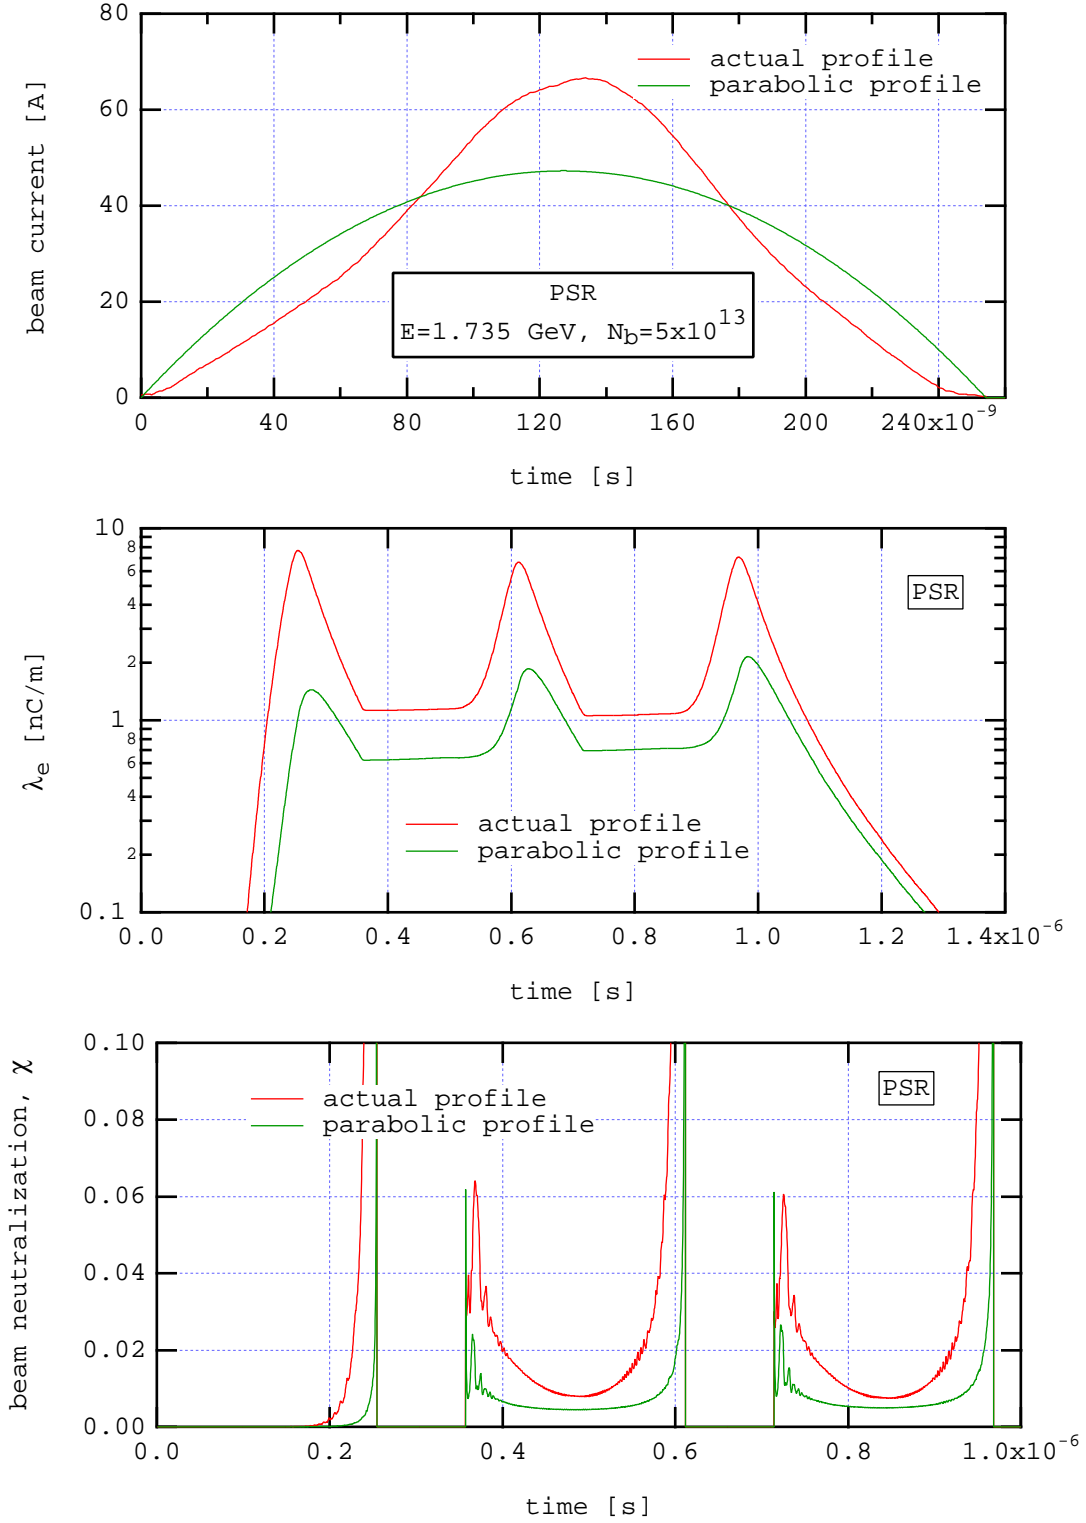 80
60
40
20
0
beam current [A]
actual profile
parabolic profile
PSR
E=1.735 GeV, N_b=5x10^13
0 40 80 120 160 200 240x10^-9
time [s]
10
8
6
4
2
1
8
6
4
2
0.1
λ_e [nC/m]
PSR
actual profile
parabolic profile
0.0 0.2 0.4 0.6 0.8 1.0 1.2 1.4x10^-6
time [s]
0.10
0.08
0.06
0.04
0.02
0.00
beam neutralization, χ
actual profile
parabolic profile
PSR
0.0 0.2 0.4 0.6 0.8 1.0x10^-6
time [s]